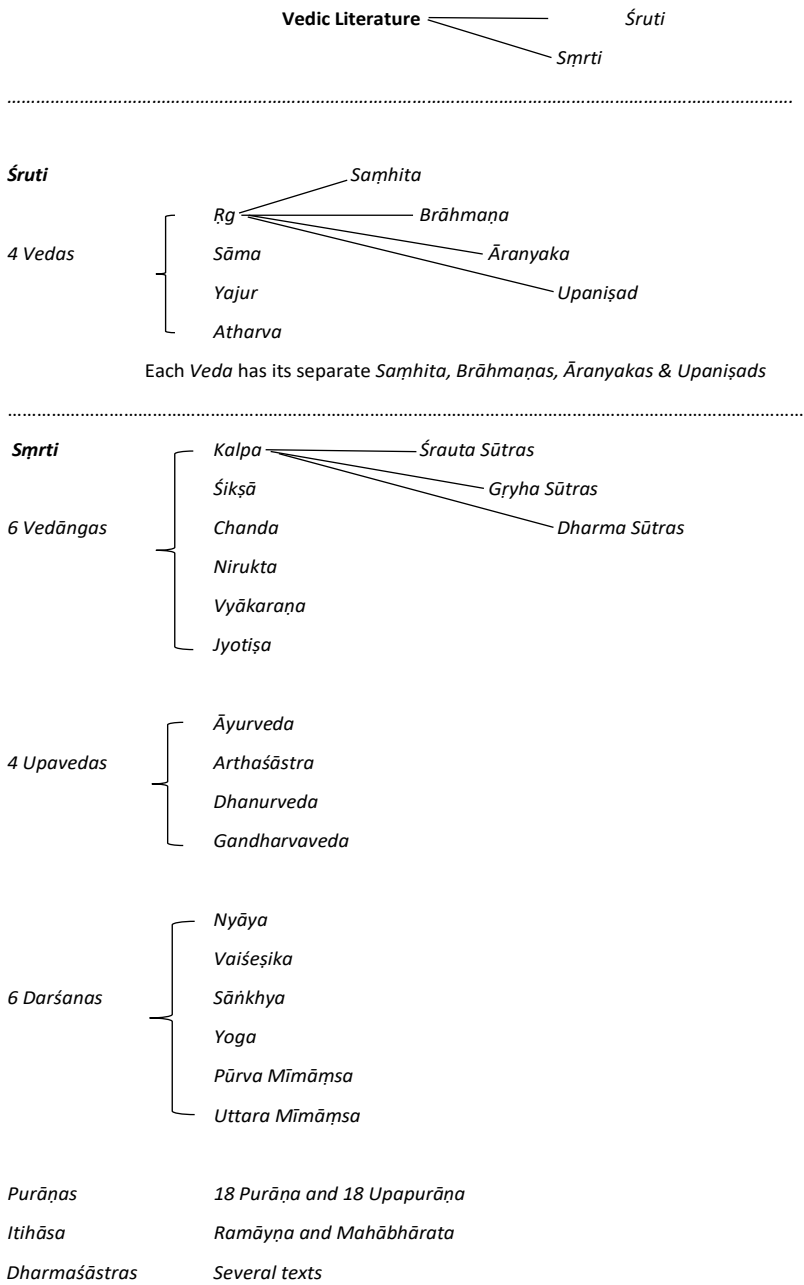 Vedic Literature Śruti
Smṛti
Śruti Saṃhita
Ṛg Brāhmaṇa
4 Vedas Sāma Āranyaka
Yajur Upaniṣad
Atharva
Each Veda has its separate Saṃhita, Brāhmaṇas, Āranyakas & Upaniṣads
Smṛti Kalpa Śrauta Sūtras
Śikṣā Gṛyha Sūtras
6 Vedāngas Chanda Dharma Sūtras
Nirukta
Vyākaraṇa
Jyotiṣa
Āyurveda
4 Upavedas Arthaśāstra
Dhanurveda
Gandharvaveda
Nyāya
Vaiśeṣika
6 Darśanas Sāṅkhya
Yoga
Pūrva Mīmāṃsa
Uttara Mīmāṃsa
Purāṇas 18 Purāṇa and 18 Upapurāṇa
Itihāsa Ramāyṇa and Mahābhārata
Dharmaśāstras Several texts